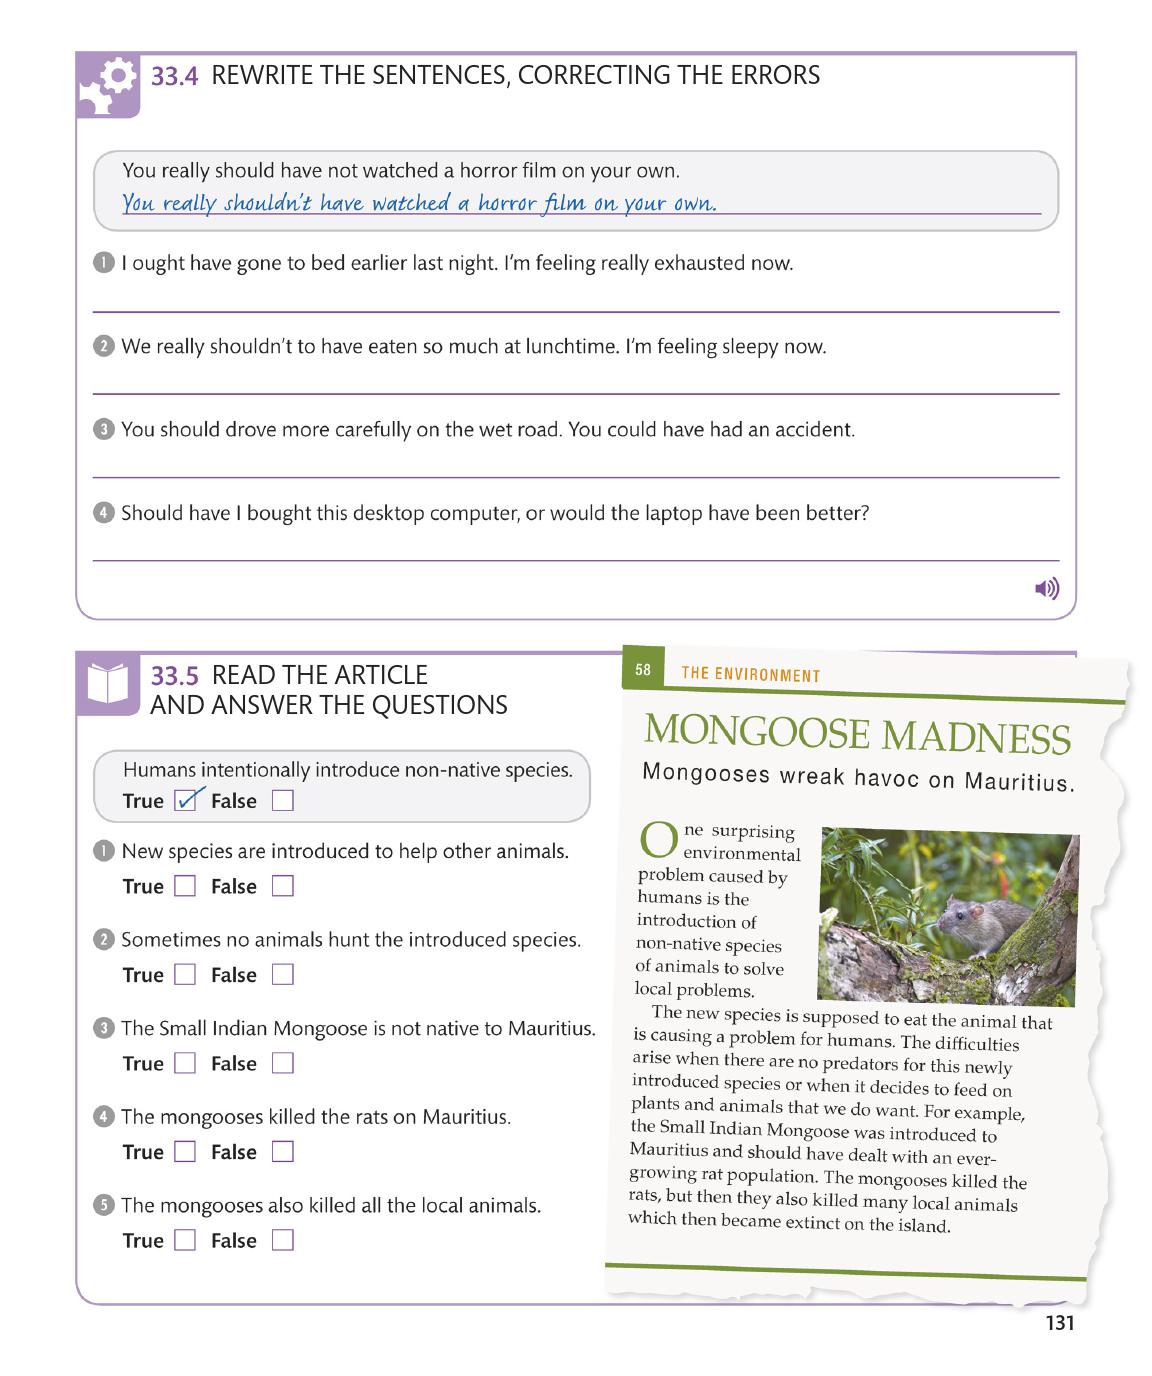 33.4 REWRITE THE SENTENCES, CORRECTING THE ERRORS
You really should have not watched a horror film on your own.
You really shouldn't have watched a horror film on your own.
1 I ought have gone to bed earlier last night. I'm feeling really exhausted now.
2 We really shouldn't to have eaten so much at lunchtime. I'm feeling sleepy now.
3 You should drove more carefully on the wet road. You could have had an accident.
4 Should have I bought this desktop computer, or would the laptop have been better?
33.5 READ THE ARTICLE
AND ANSWER THE QUESTIONS
Humans intentionally introduce non-native species.
True False
1 New species are introduced to help other animals.
True False
2 Sometimes no animals hunt the introduced species.
True False
3 The Small Indian Mongoose is not native to Mauritius.
True False
4 The mongooses killed the rats on Mauritius.
True False
5 The mongooses also killed all the local animals.
True False
58 THE ENVIRONMENT
MONGOOSE MADNESS
Mongooses wreak havoc on Mauritius.
One surprising
environmental
problem caused by
humans is the
introduction of
non-native species
of animals to solve
local problems.
The new species is supposed to eat the animal that
is causing a problem for humans. The difficulties
arise when there are no predators for this newly
introduced species or when it decides to feed on
plants and animals that we do want. For example,
the Small Indian Mongoose was introduced to
Mauritius and should have dealt with an ever-
growing rat population. The mongooses killed the
rats, but then they also killed many local animals
which then became extinct on the island.
131